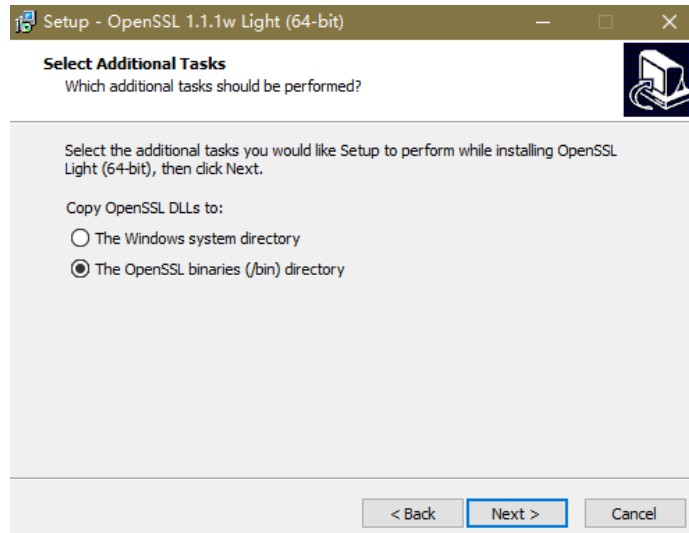 Setup - OpenSSL 1.1.1w Light (64-bit)
Select Additional Tasks
Which additional tasks should be performed?
Select the additional tasks you would like Setup to perform while installing OpenSSL
Light (64-bit), then click Next.
Copy OpenSSL DLLs to:
The Windows system directory
The OpenSSL binaries (/bin) directory
< Back
Next >
Cancel